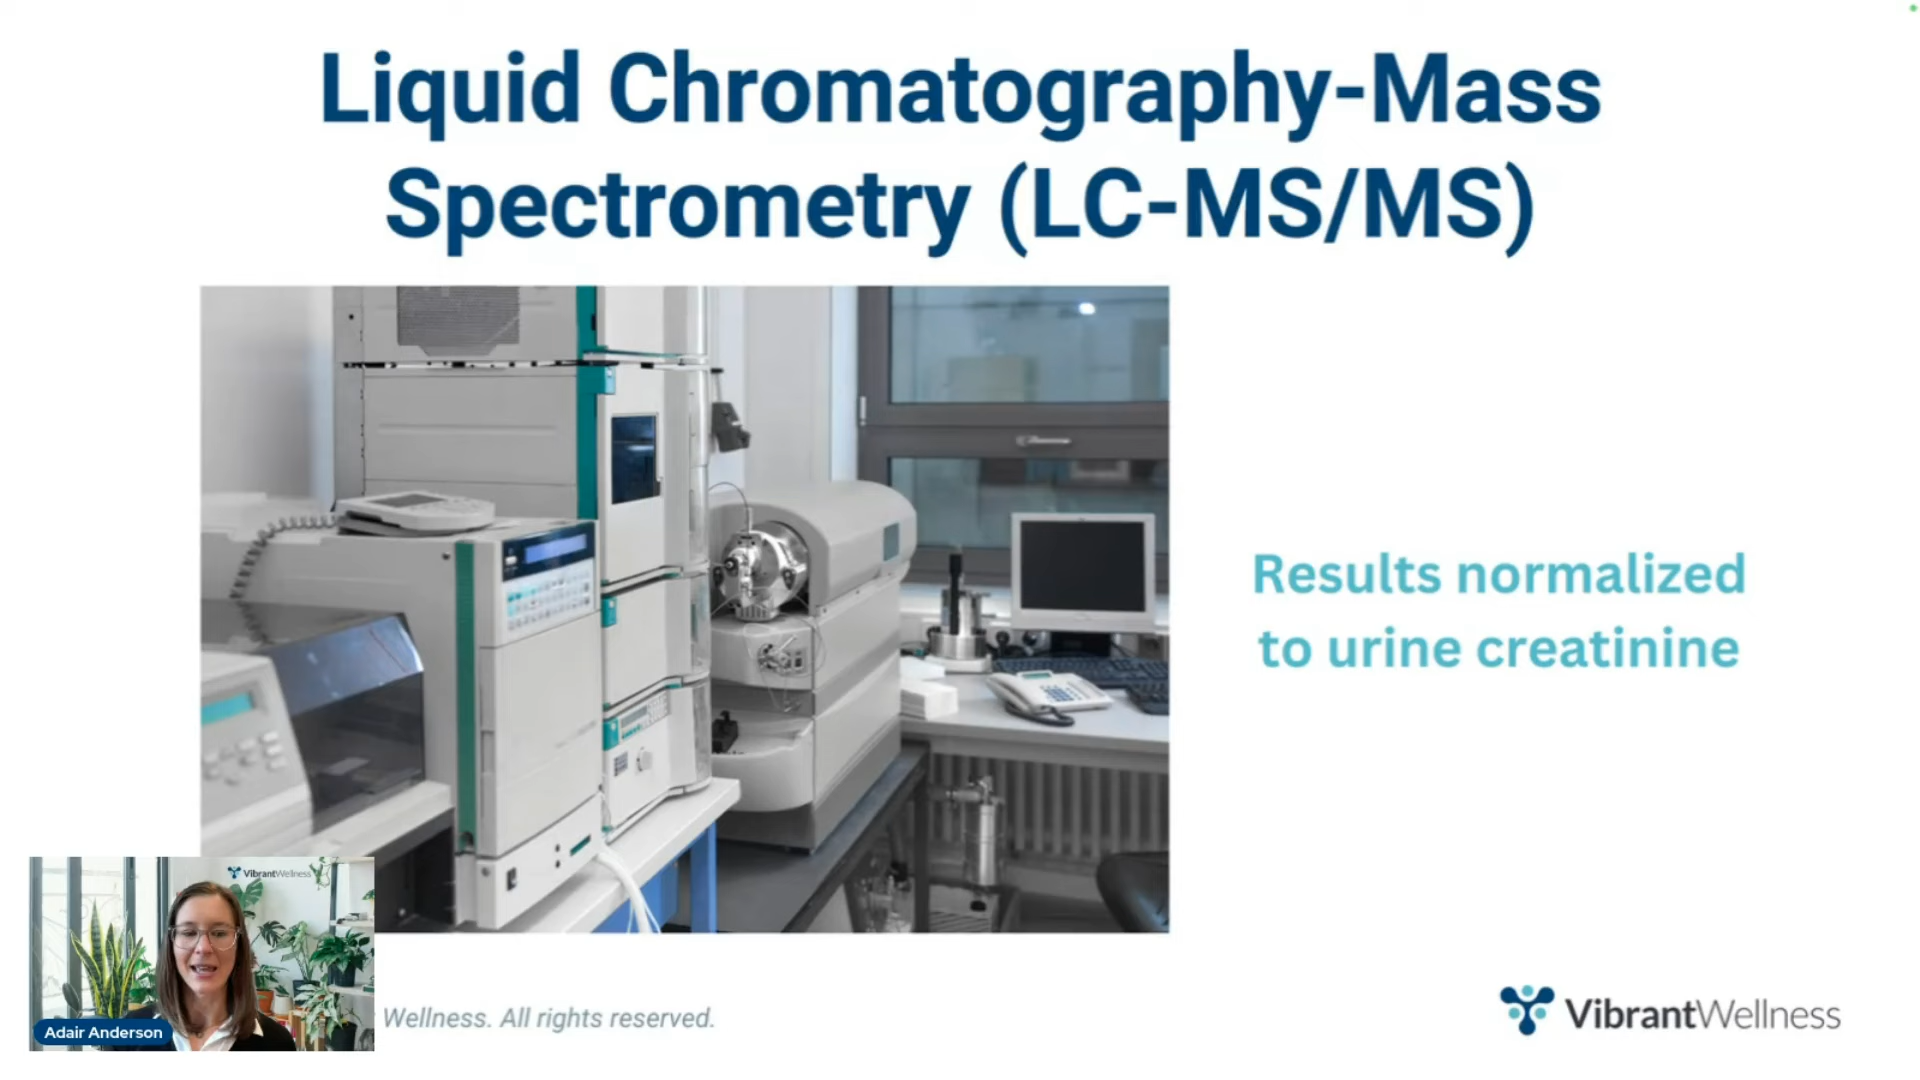 Liquid Chromatography-Mass
Spectrometry (LC-MS/MS)
Results normalized
to urine creatinine
VibrantWellness
Adair Anderson
Wellness. All rights reserved.
VibrantWellness